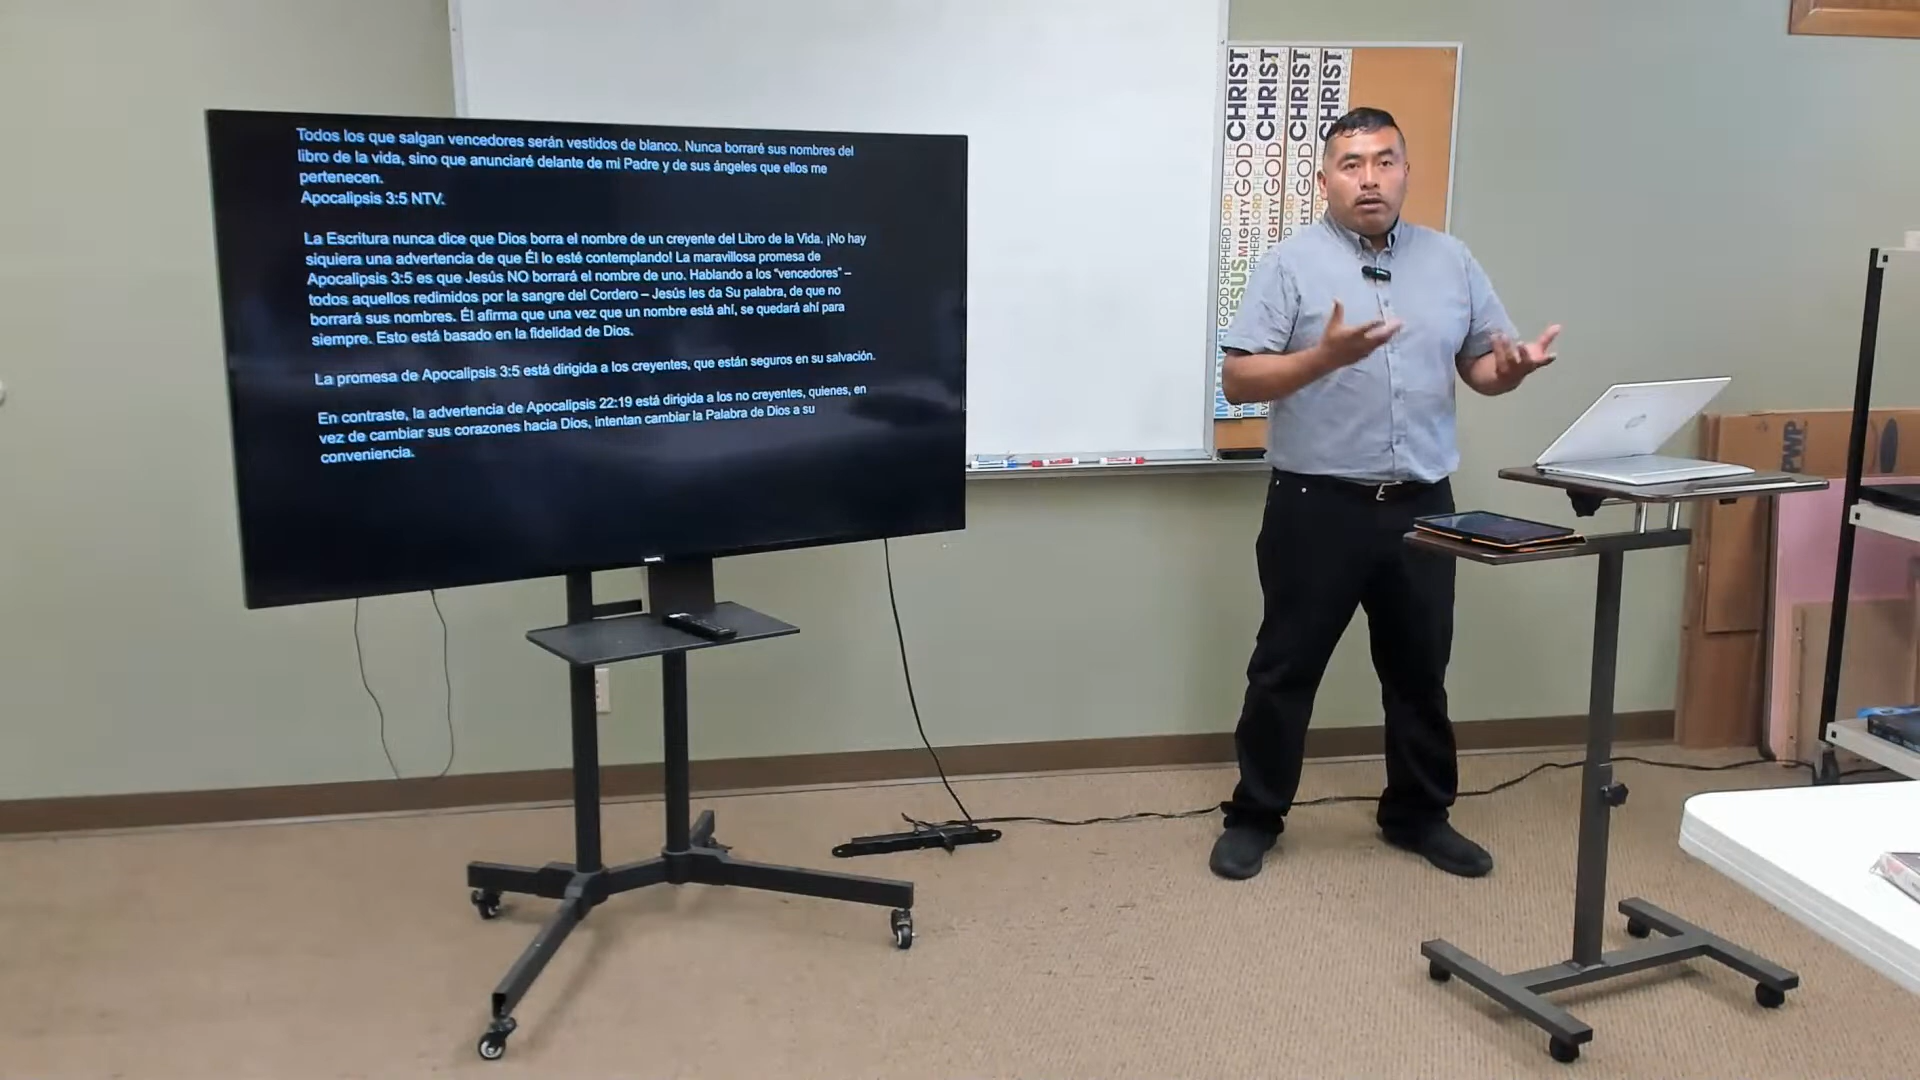 Todos los que salgan vencedores serán vestidos de blanco. Nunca borraré sus nombres del
libro de la vida, sino que anunciaré delante de mi Padre y de sus ángeles que ellos me
pertenecen.
Apocalipsis 3:5 NTV.
La Escritura nunca dice que Dios borra el nombre de un creyente del Libro de la Vida. ¡No hay
siquiera una advertencia de que Él lo esté contemplando! La maravillosa promesa de
Apocalipsis 3:5 es que Jesús NO borrará el nombre de uno. Hablando a los “vencedores” –
todos aquellos redimidos por la sangre del Cordero – Jesús les da Su palabra, de que no
borrará sus nombres. Él afirma que una vez que un nombre está ahí, se quedará ahí para
siempre. Esto está basado en la fidelidad de Dios.
La promesa de Apocalipsis 3:5 está dirigida a los creyentes, que están seguros en su salvación.
En contraste, la advertencia de Apocalipsis 22:19 está dirigida a los no creyentes, quienes, en
vez de cambiar sus corazones hacia Dios, intentan cambiar la Palabra de Dios a su
conveniencia.
CHRIST CHRIST CHRIST CHRIST
THE LIFE
MIGHTY GOD
GOOD SHEPHERD LORD
JESUS
PWP